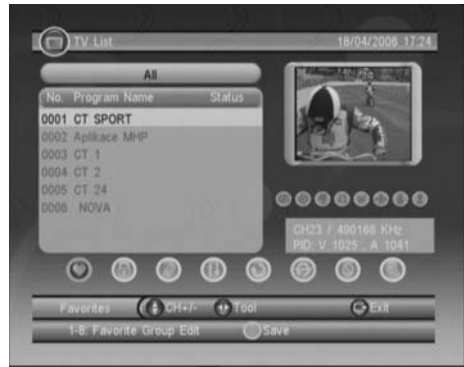 TV List 18/04/2006 17:24
All
No. Program Name Status
0001 CT SPORT
0002 Aplikace MHP
0003 CT 1
0004 CT 2
0005 CT 24
0006 NOVA
CH23 / 490166 KHz
PID: V 1025 , A 1041
Favorites CH+/- Tool Exit
1-8: Favorite Group Edit Save